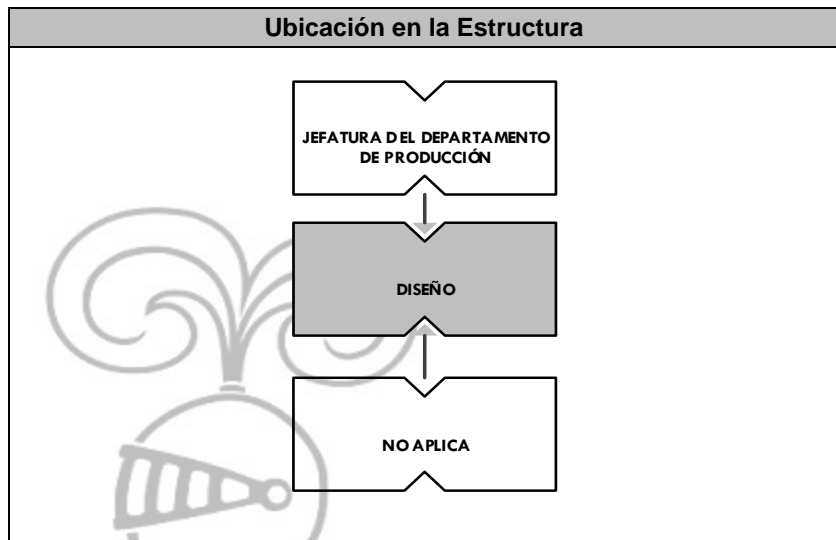 Ubicación en la Estructura
JEFATURA DEL DEPARTAMENTO
DE PRODUCCIÓN
DISEÑO
NO APLICA